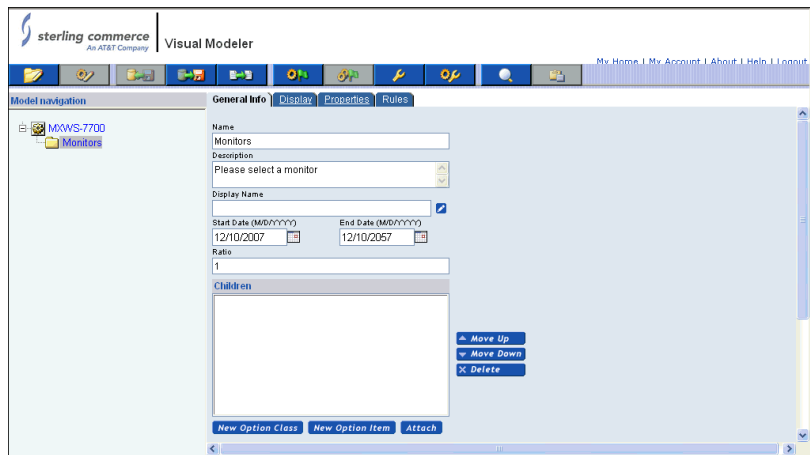 sterling commerce
An AT&T Company
Visual Modeler
My Home | My Account | About | Help | Logout
Model navigation
General Info Display Properties Rules
MXWS-7700
Monitors
Name
Monitors
Description
Please select a monitor
Display Name
Start Date (M/D/YYYY) End Date (M/D/YYYY)
12/10/2007 12/10/2057
Ratio
1
Children
Move Up
Move Down
Delete
New Option Class New Option Item Attach